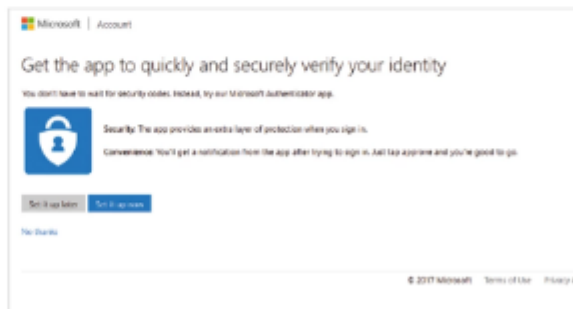 Microsoft | Account
Get the app to quickly and securely verify your identity
You don't have to wait for security codes. Instead, try our Microsoft Authenticator app.
Security: The app provides an extra layer of protection when you sign in.
Convenience: You'll get a notification from the app after trying to sign in. Just tap approve and you're good to go.
Set it up later Set it up now
No thanks
© 2017 Microsoft Terms of Use Privacy